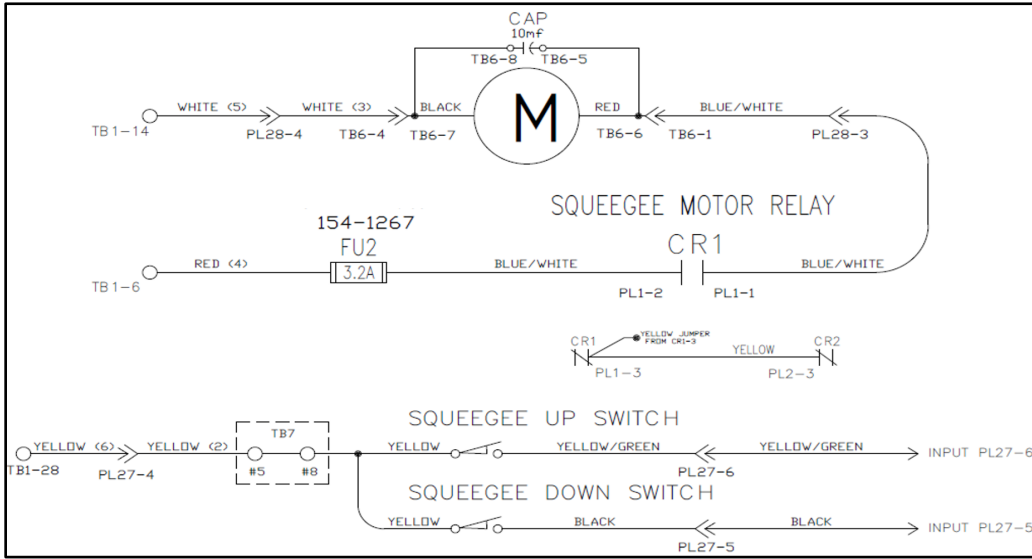 CAP
10mf
TB6-8 TB6-5
WHITE (5) WHITE (3) BLACK M RED BLUE/WHITE
TB1-14 PL28-4 TB6-4 TB6-7 TB6-6 TB6-1 PL28-3
SQUEEGEE MOTOR RELAY
154-1267
FU2 CR1
RED (4) 3.2A BLUE/WHITE BLUE/WHITE
TB1-6 PL1-2 PL1-1
YELLOW JUMPER
FROM CR1-3
CR1 YELLOW CR2
PL1-3 PL2-3
SQUEEGEE UP SWITCH
YELLOW (6) YELLOW (2) TB7 YELLOW YELLOW/GREEN YELLOW/GREEN INPUT PL27-6
TB1-28 PL27-4 #5 #8 PL27-6
SQUEEGEE DOWN SWITCH
YELLOW BLACK BLACK INPUT PL27-5
PL27-5